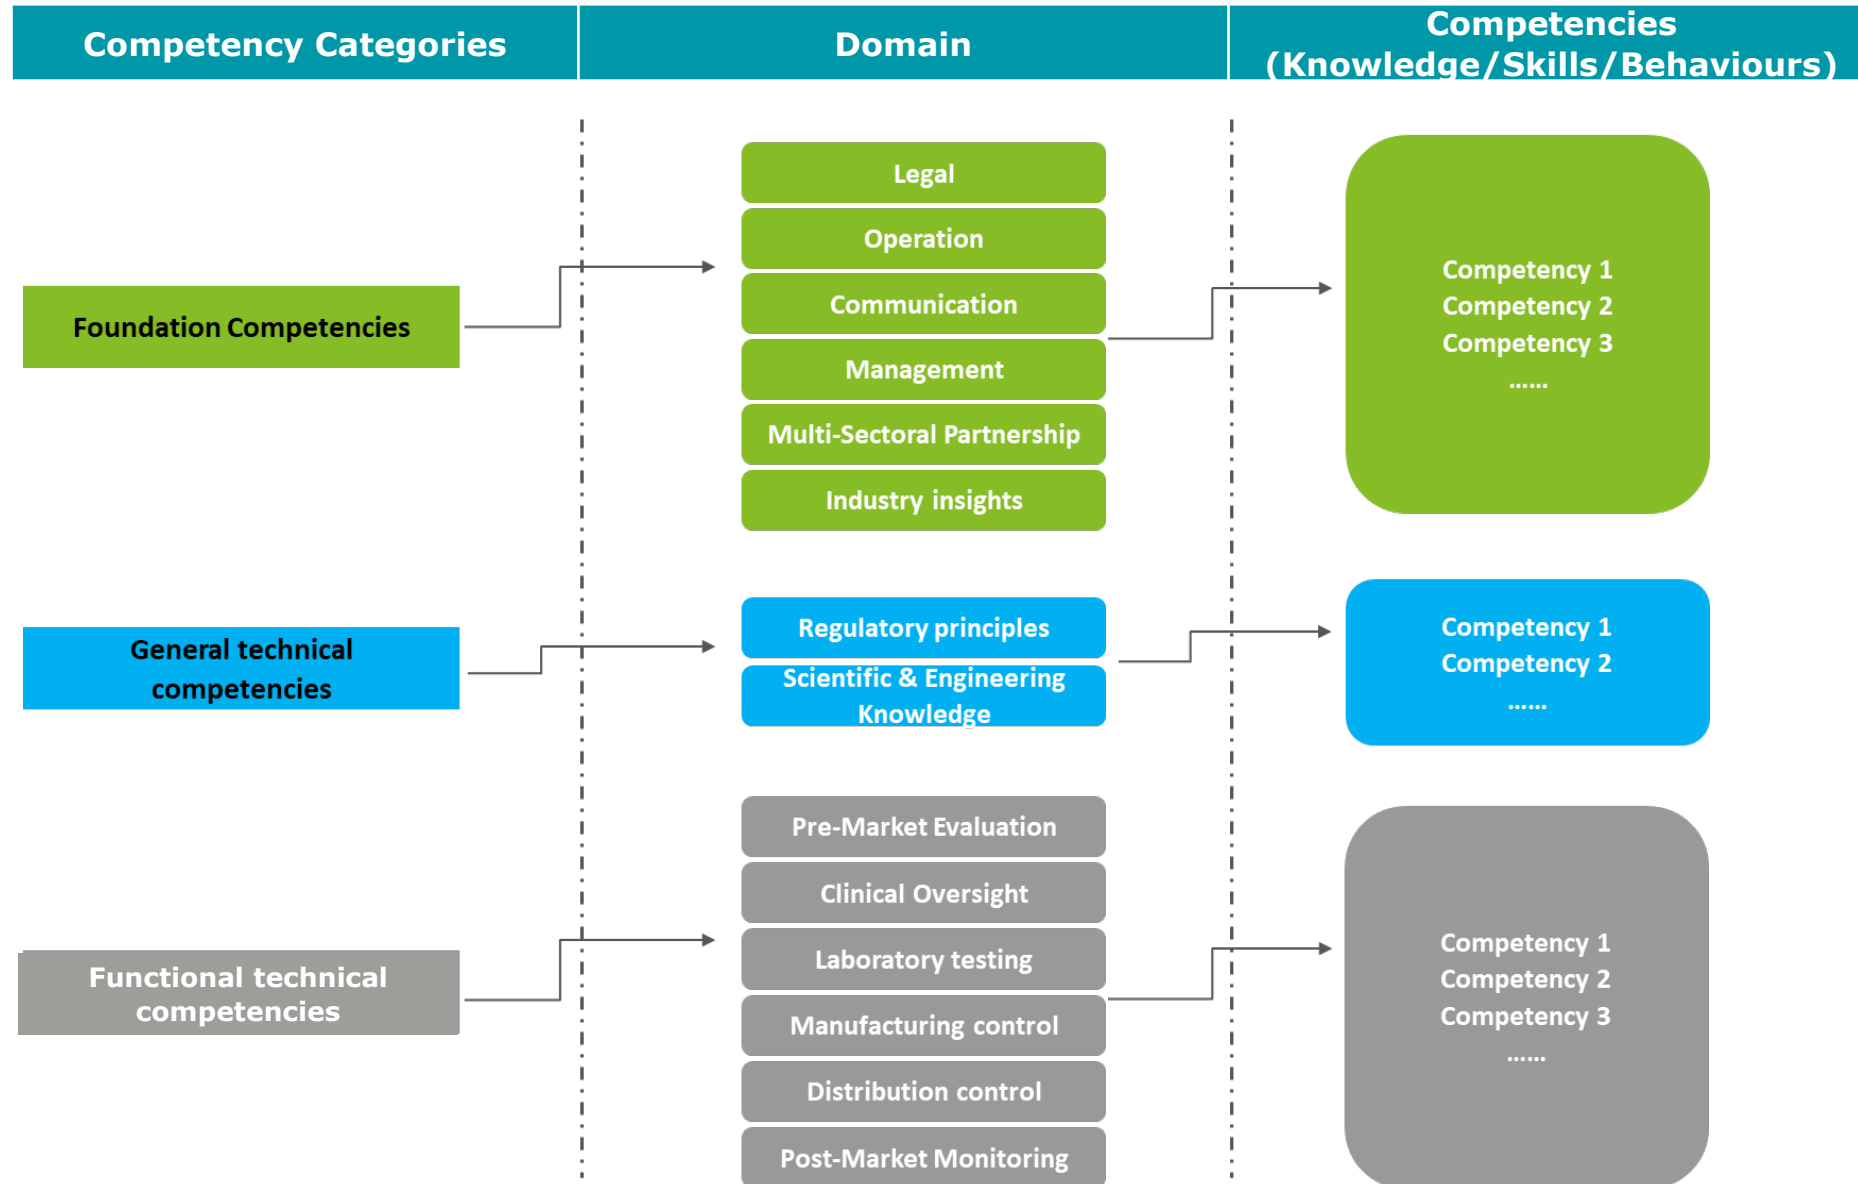 Competency Categories
Domain
Competencies
(Knowledge/Skills/Behaviours)
Foundation Competencies
Legal
Operation
Communication
Management
Multi-Sectoral Partnership
Industry insights
Competency 1
Competency 2
Competency 3
......
General technical
competencies
Regulatory principles
Scientific & Engineering
Knowledge
Competency 1
Competency 2
......
Functional technical
competencies
Pre-Market Evaluation
Clinical Oversight
Laboratory testing
Manufacturing control
Distribution control
Post-Market Monitoring
Competency 1
Competency 2
Competency 3
......